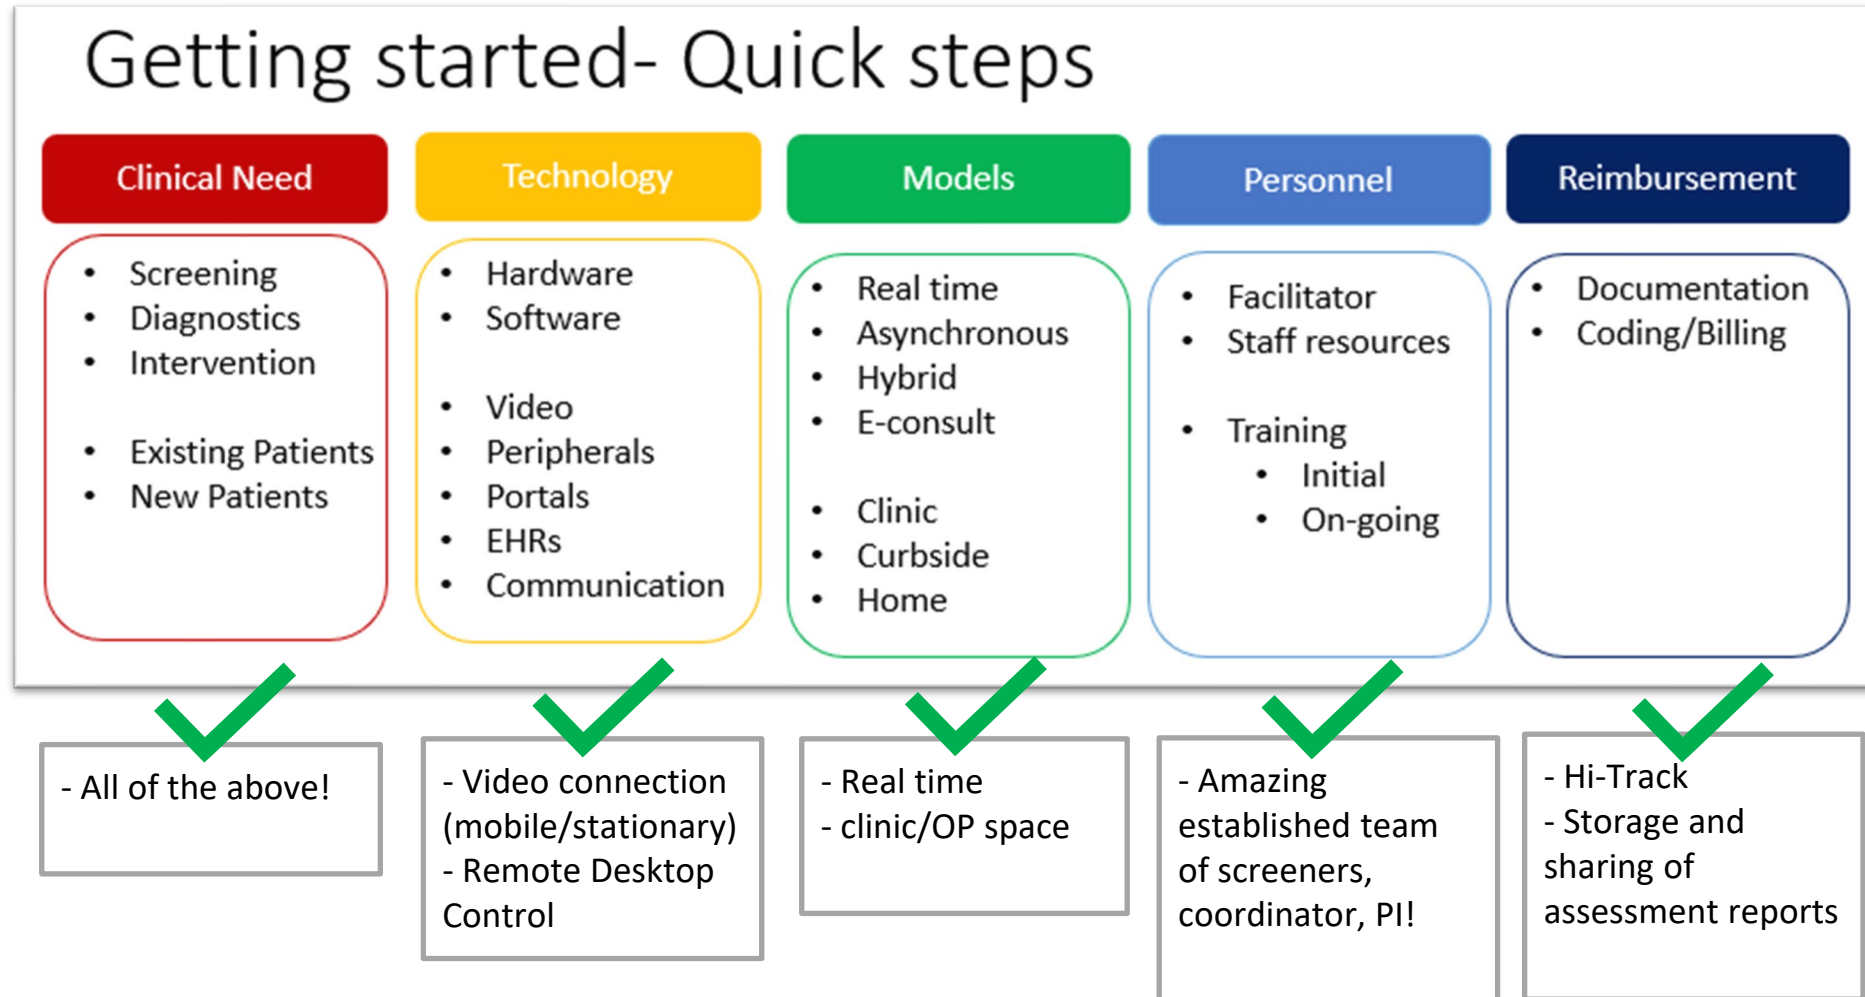 Getting started- Quick steps
Clinical Need
• Screening
• Diagnostics
• Intervention
• Existing Patients
• New Patients
Technology
• Hardware
• Software
• Video
• Peripherals
• Portals
• EHRs
• Communication
Models
• Real time
• Asynchronous
• Hybrid
• E-consult
• Clinic
• Curbside
• Home
Personnel
• Facilitator
• Staff resources
• Training
• Initial
• On-going
Reimbursement
• Documentation
• Coding/Billing
- All of the above!
- Video connection
(mobile/stationary)
- Remote Desktop
Control
- Real time
- clinic/OP space
- Amazing
established team
of screeners,
coordinator, PI!
- Hi-Track
- Storage and
sharing of
assessment reports